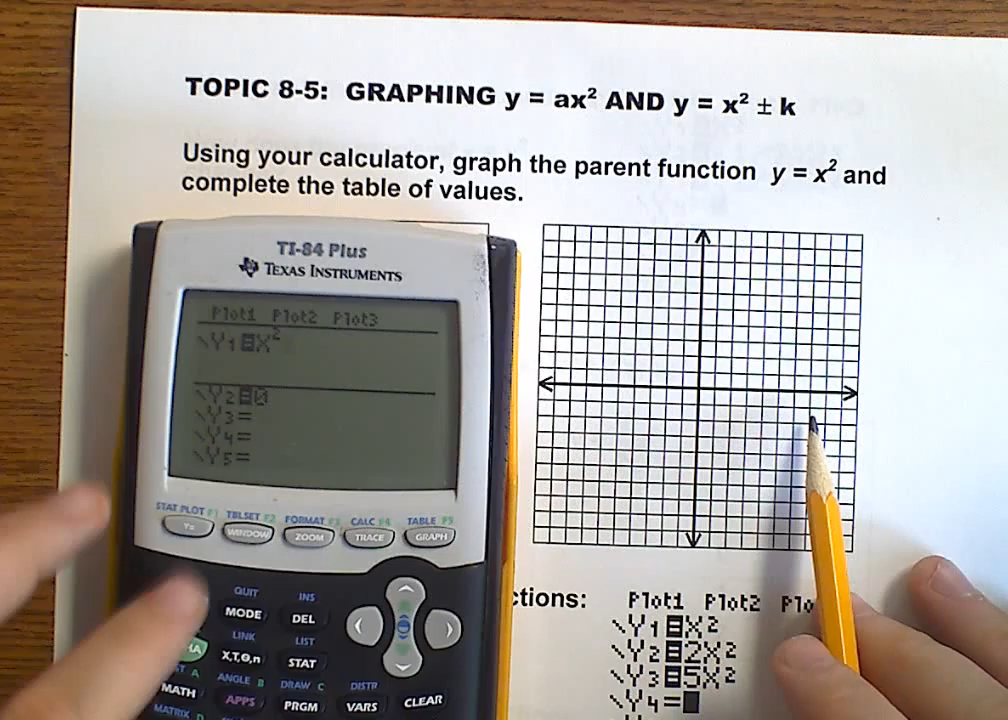 TOPIC 8-5: GRAPHING y = ax² AND y = x² ± k
Using your calculator, graph the parent function y = x² and
complete the table of values.
TI-84 Plus
TEXAS INSTRUMENTS
Plot1 Plot2 Plot3
\Y1=X²
\Y2=0
\Y3=
\Y4=
\Y5=
STAT PLOT F1 TBLSET F2 FORMAT F3 CALC F4 TABLE F5
Y= WINDOW ZOOM TRACE GRAPH
QUIT INS
MODE DEL
LINK LIST
X,T,θ,n STAT
A ANGLE B DRAW C DISTR
MATH APPS PRGM VARS CLEAR
MATRIX D
ctions:
Plot1 Plot2 Plo
\Y1=X²
\Y2=2X²
\Y3=5X²
\Y4=